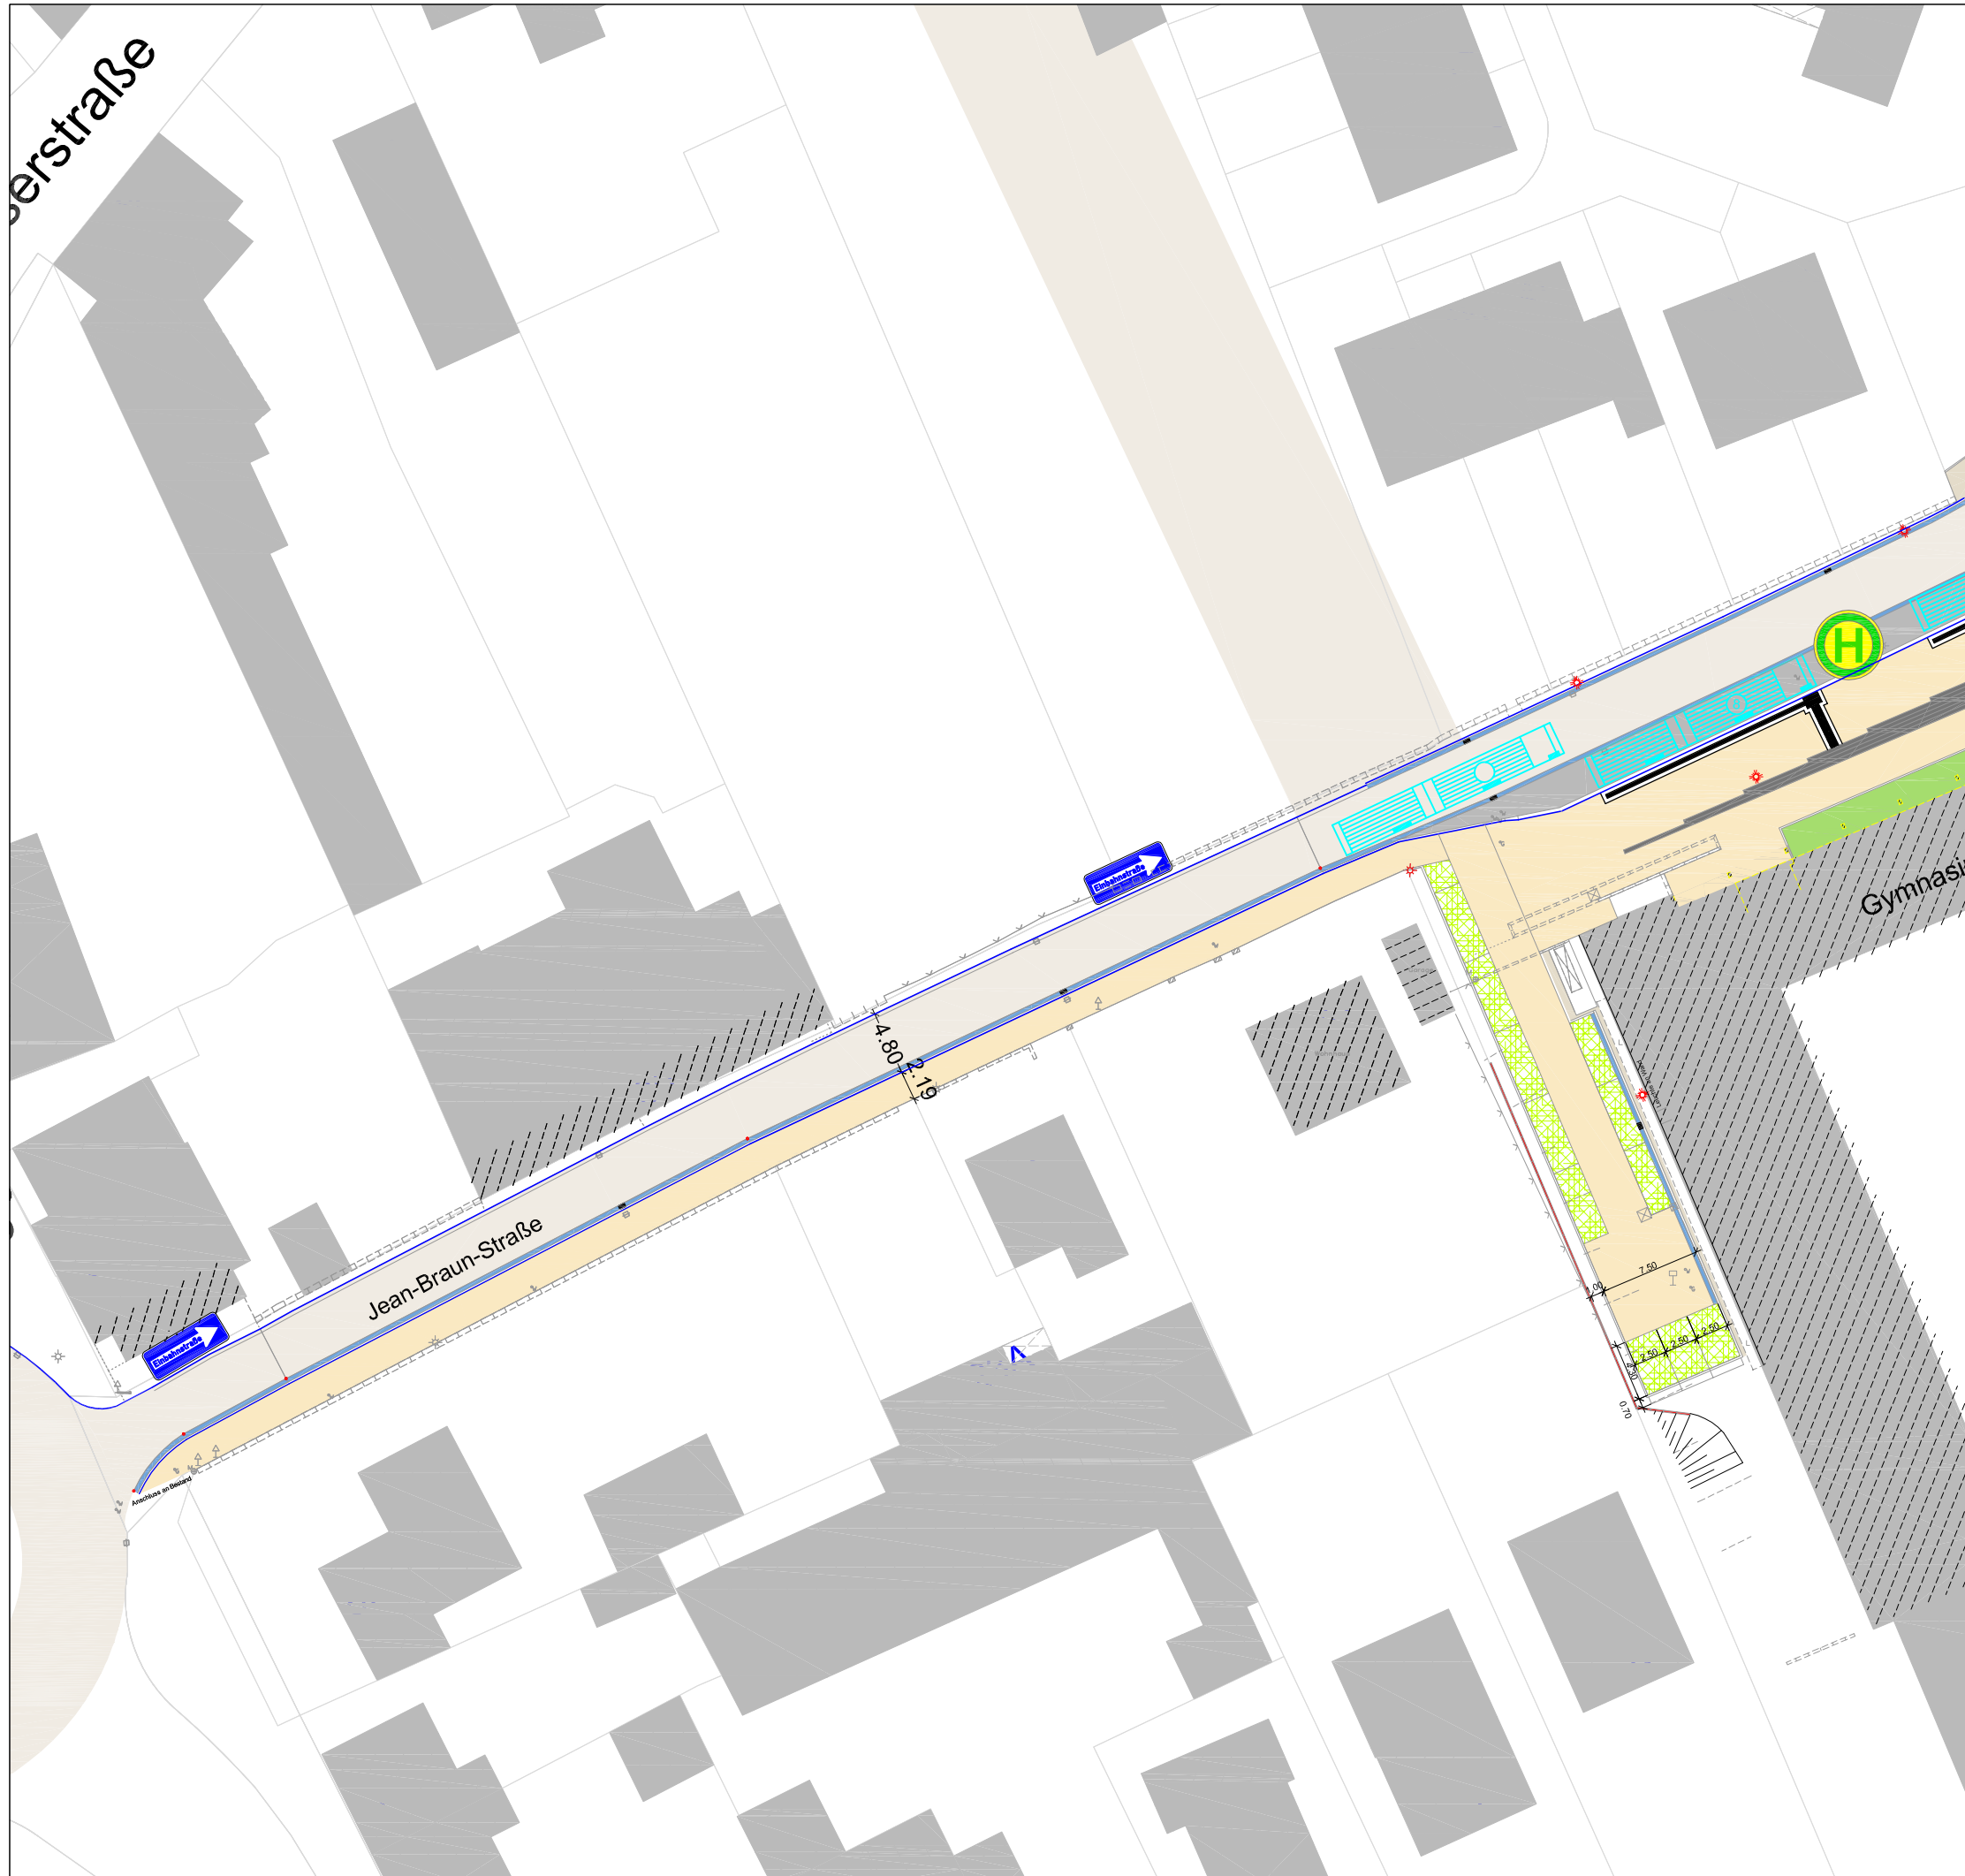 serstraße
H
Einbahnstraße
Gymnasi
4.80
2.19
Jean-Braun-Straße
7.50
Einbahnstraße
2.50
2.50
2.50
0.70
Anschluss an Bestand